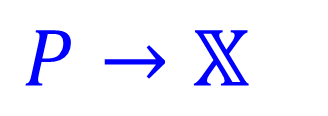 𝑃 → 𝕏